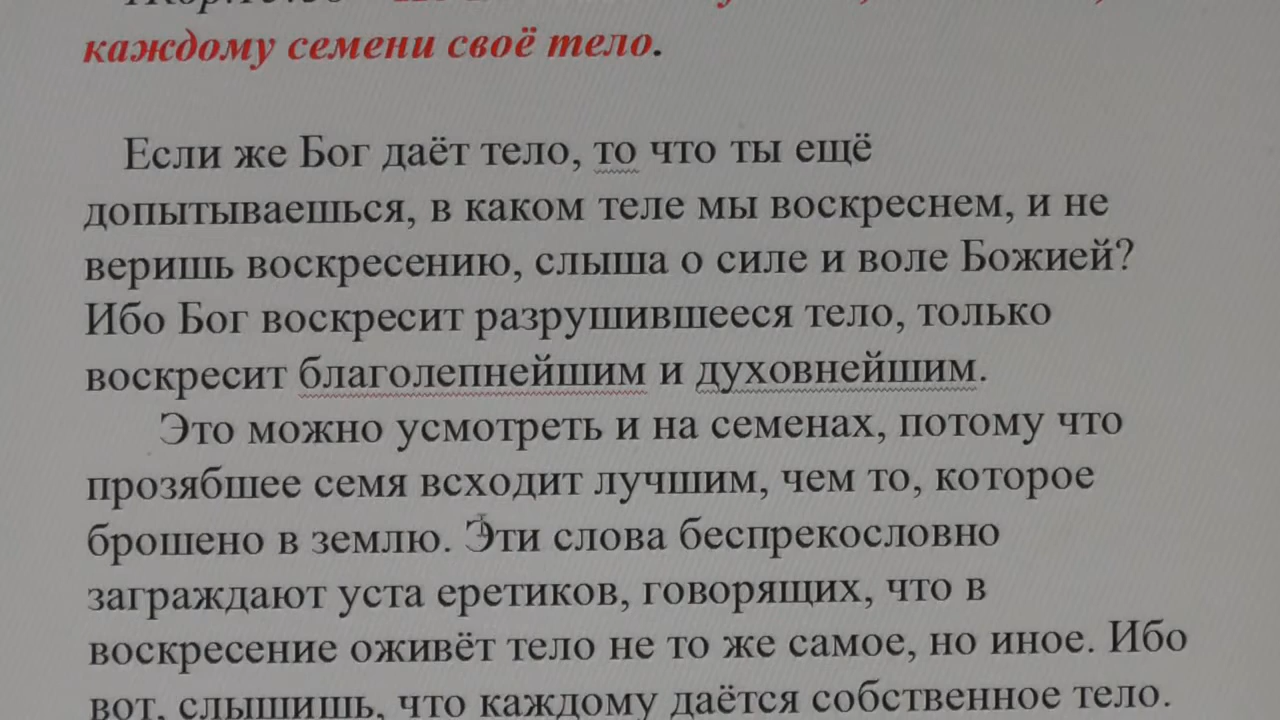 каждому семени своё тело.
Если же Бог даёт тело, то что ты ещё
допытываешься, в каком теле мы воскреснем, и не
веришь воскресению, слыша о силе и воле Божией?
Ибо Бог воскресит разрушившееся тело, только
воскресит благолепнейшим и духовнейшим.
Это можно усмотреть и на семенах, потому что
прозябшее семя всходит лучшим, чем то, которое
брошено в землю. Эти слова беспрекословно
заграждают уста еретиков, говорящих, что в
воскресение оживёт тело не то же самое, но иное. Ибо
вот, слышишь, что каждому даётся собственное тело.